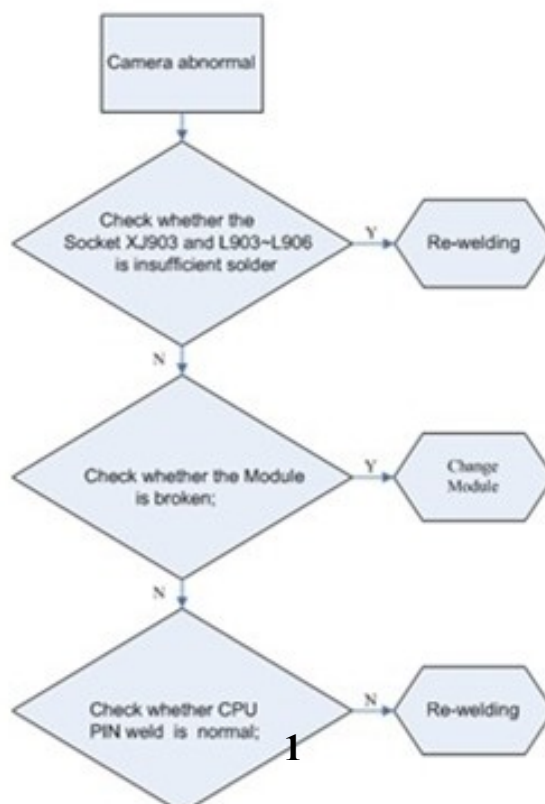 Camera abnormal
Check whether the
Socket XJ903 and L903~L906
is insufficient solder
Y
Re-welding
N
Check whether the Module
is broken;
Y
Change
Module
N
Check whether CPU
PIN weld is normal;
N
Re-welding
1